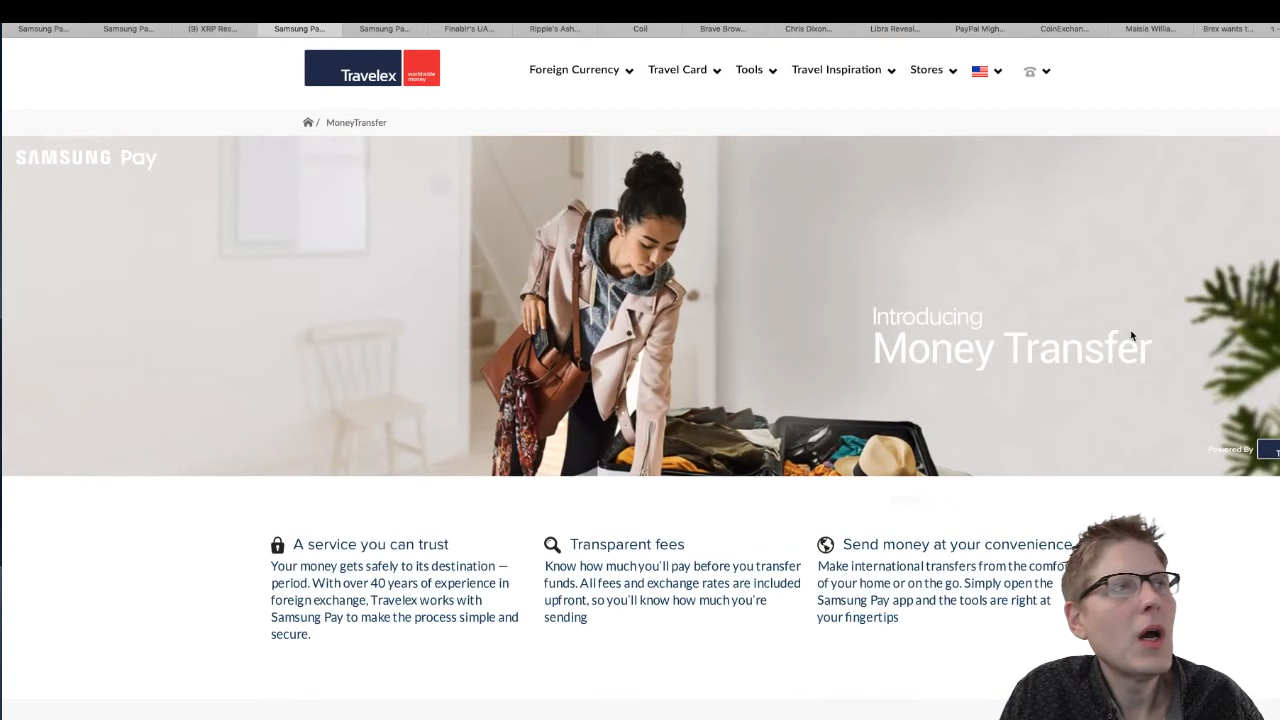 Samsung Pa...
Samsung Pa...
(9) XRP Res...
Samsung Pa...
Samsung Pa...
Finablr's UA...
Ripple's Ash...
Coil
Brave Brow...
Chris Dixon...
Libra Reveal...
PayPal Migh...
CoinExchan...
Maisie Willia...
Brex wants t...
Travelex
worldwide
money
Foreign Currency
Travel Card
Tools
Travel Inspiration
Stores
/ MoneyTransfer
SAMSUNG Pay
Introducing
Money Transfer
Powered By
A service you can trust
Your money gets safely to its destination —
period. With over 40 years of experience in
foreign exchange, Travelex works with
Samsung Pay to make the process simple and
secure.
Transparent fees
Know how much you'll pay before you transfer
funds. All fees and exchange rates are included
upfront, so you'll know how much you're
sending
Send money at your convenience
Make international transfers from the comfo
of your home or on the go. Simply open the
Samsung Pay app and the tools are right at
your fingertips